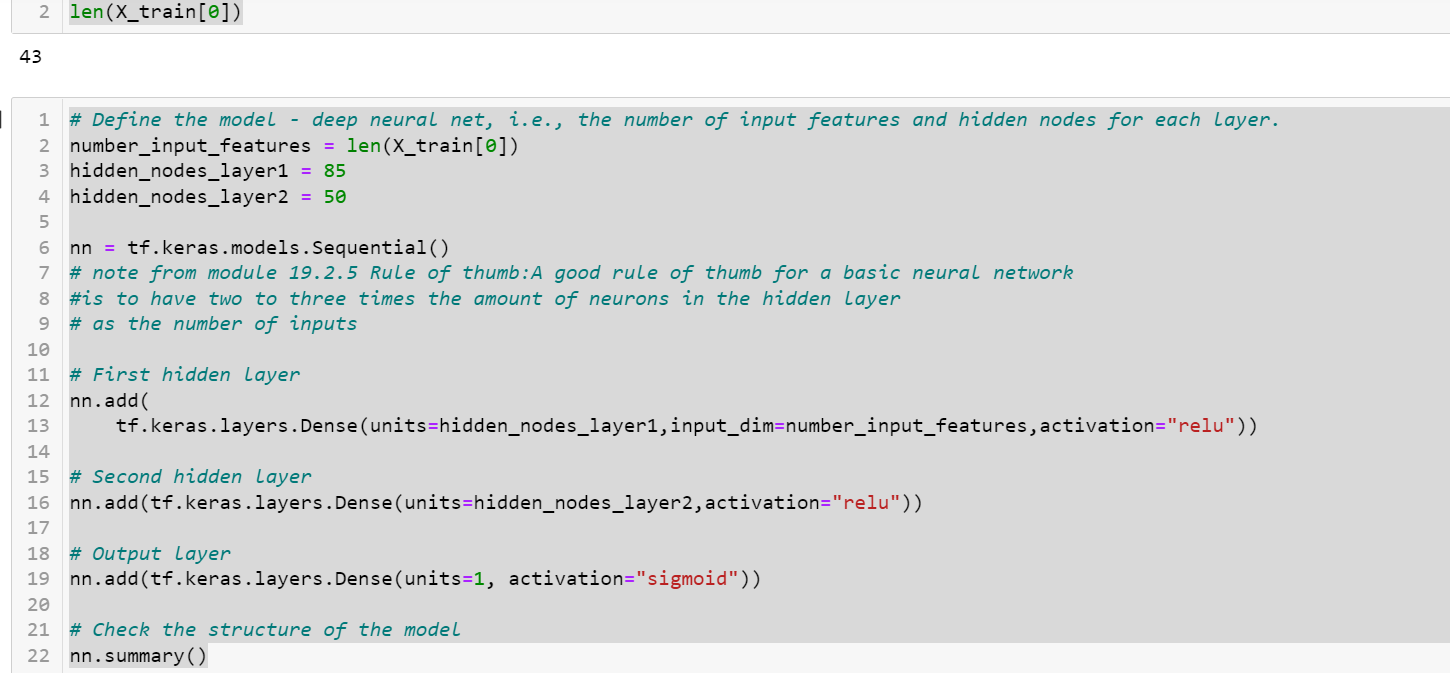 2 len(X_train[0])
43
1 # Define the model - deep neural net, i.e., the number of input features and hidden nodes for each layer.
2 number_input_features = len(X_train[0])
3 hidden_nodes_layer1 = 85
4 hidden_nodes_layer2 = 50
5
6 nn = tf.keras.models.Sequential()
7 # note from module 19.2.5 Rule of thumb:A good rule of thumb for a basic neural network
8 #is to have two to three times the amount of neurons in the hidden layer
9 # as the number of inputs
10
11 # First hidden layer
12 nn.add(
13     tf.keras.layers.Dense(units=hidden_nodes_layer1,input_dim=number_input_features,activation="relu"))
14
15 # Second hidden layer
16 nn.add(tf.keras.layers.Dense(units=hidden_nodes_layer2,activation="relu"))
17
18 # Output layer
19 nn.add(tf.keras.layers.Dense(units=1, activation="sigmoid"))
20
21 # Check the structure of the model
22 nn.summary()